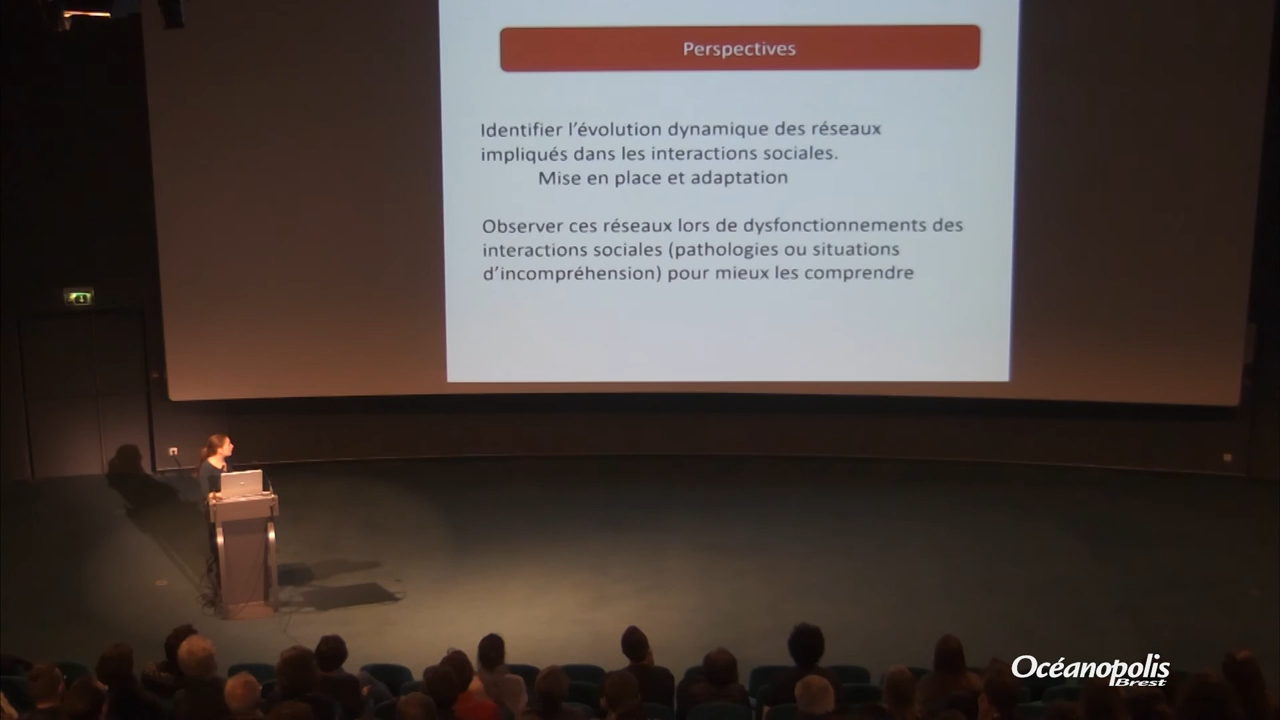 Perspectives
Identifier l'évolution dynamique des réseaux
impliqués dans les interactions sociales.
Mise en place et adaptation
Observer ces réseaux lors de dysfonctionnements des
interactions sociales (pathologies ou situations
d'incompréhension) pour mieux les comprendre
Océanopolis
Brest